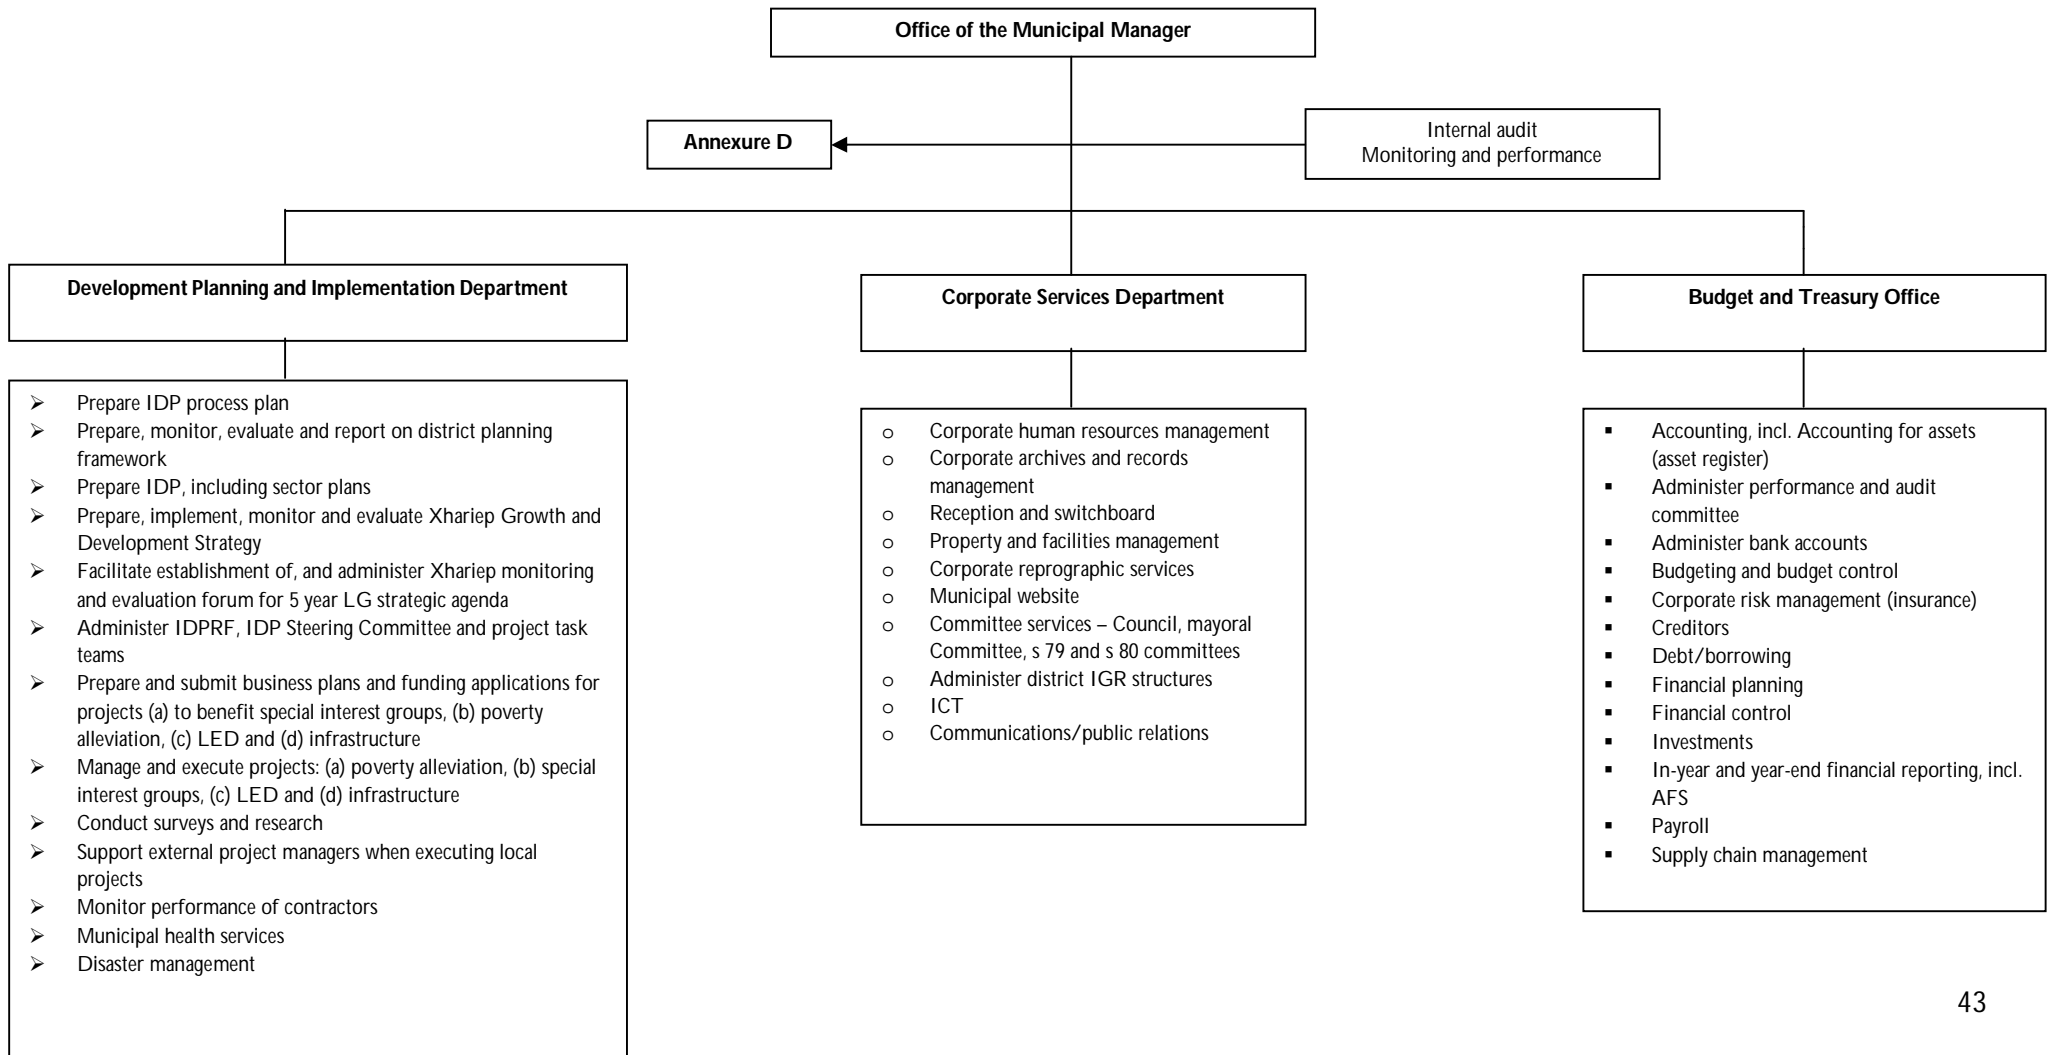 Office of the Municipal Manager
Annexure D
Internal audit
Monitoring and performance
Development Planning and Implementation Department
➢ Prepare IDP process plan
➢ Prepare, monitor, evaluate and report on district planning
framework
➢ Prepare IDP, including sector plans
➢ Prepare, implement, monitor and evaluate Xhariep Growth and
Development Strategy
➢ Facilitate establishment of, and administer Xhariep monitoring
and evaluation forum for 5 year LG strategic agenda
➢ Administer IDPRF, IDP Steering Committee and project task
teams
➢ Prepare and submit business plans and funding applications for
projects (a) to benefit special interest groups, (b) poverty
alleviation, (c) LED and (d) infrastructure
➢ Manage and execute projects: (a) poverty alleviation, (b) special
interest groups, (c) LED and (d) infrastructure
➢ Conduct surveys and research
➢ Support external project managers when executing local
projects
➢ Monitor performance of contractors
➢ Municipal health services
➢ Disaster management
Corporate Services Department
o Corporate human resources management
o Corporate archives and records
management
o Reception and switchboard
o Property and facilities management
o Corporate reprographic services
o Municipal website
o Committee services – Council, mayoral
Committee, s 79 and s 80 committees
o Administer district IGR structures
o ICT
o Communications/public relations
Budget and Treasury Office
▪ Accounting, incl. Accounting for assets
(asset register)
▪ Administer performance and audit
committee
▪ Administer bank accounts
▪ Budgeting and budget control
▪ Corporate risk management (insurance)
▪ Creditors
▪ Debt/borrowing
▪ Financial planning
▪ Financial control
▪ Investments
▪ In-year and year-end financial reporting, incl.
AFS
▪ Payroll
▪ Supply chain management
43